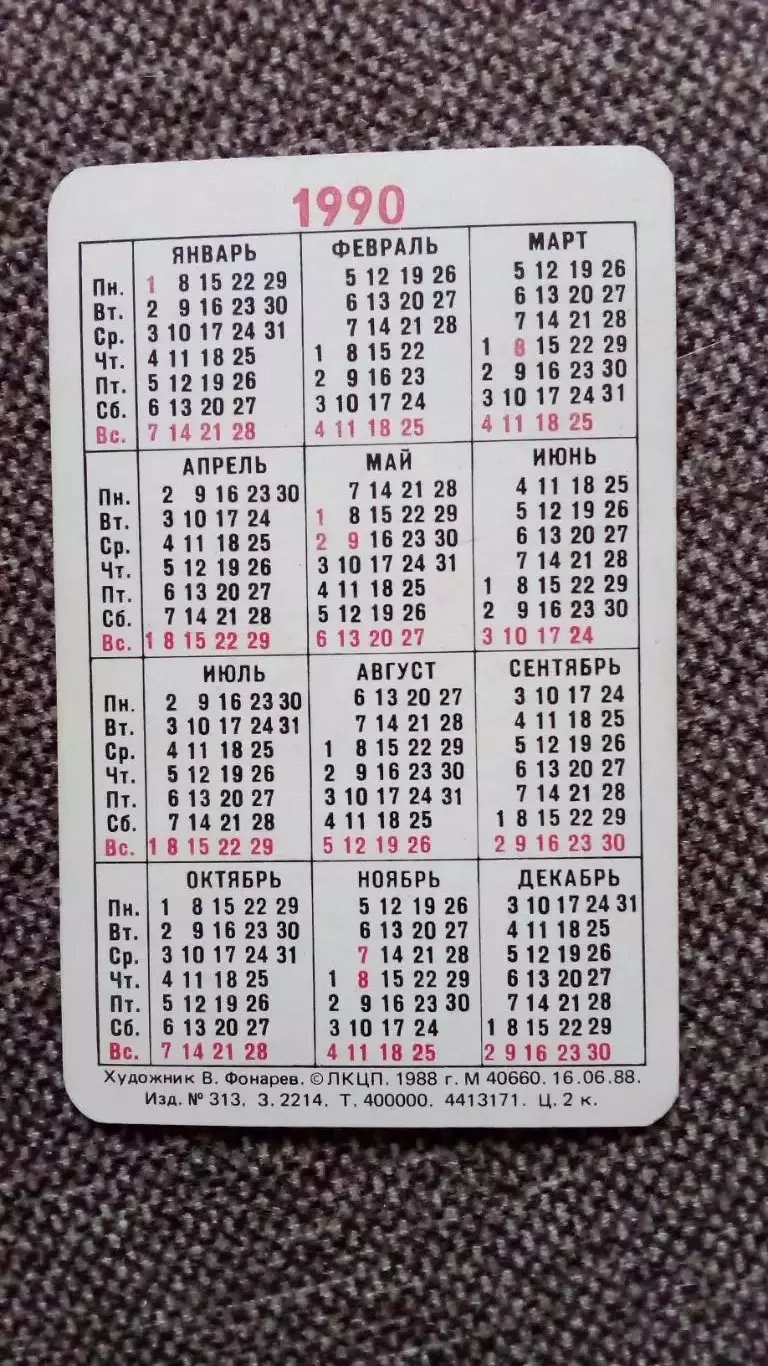 1990
ЯНВАРЬ ФЕВРАЛЬ МАРТ
Пн. 1 8 15 22 29 5 12 19 26 5 12 19 26
Вт. 2 9 16 23 30 6 13 20 27 6 13 20 27
Ср. 3 10 17 24 31 7 14 21 28 7 14 21 28
Чт. 4 11 18 25 1 8 15 22 1 8 15 22 29
Пт. 5 12 19 26 2 9 16 23 2 9 16 23 30
Сб. 6 13 20 27 3 10 17 24 3 10 17 24 31
Вс. 7 14 21 28 4 11 18 25 4 11 18 25
АПРЕЛЬ МАЙ ИЮНЬ
Пн. 2 9 16 23 30 7 14 21 28 4 11 18 25
Вт. 3 10 17 24 1 8 15 22 29 5 12 19 26
Ср. 4 11 18 25 2 9 16 23 30 6 13 20 27
Чт. 5 12 19 26 3 10 17 24 31 7 14 21 28
Пт. 6 13 20 27 4 11 18 25 1 8 15 22 29
Сб. 7 14 21 28 5 12 19 26 2 9 16 23 30
Вс. 1 8 15 22 29 6 13 20 27 3 10 17 24
ИЮЛЬ АВГУСТ СЕНТЯБРЬ
Пн. 2 9 16 23 30 6 13 20 27 3 10 17 24
Вт. 3 10 17 24 31 7 14 21 28 4 11 18 25
Ср. 4 11 18 25 1 8 15 22 29 5 12 19 26
Чт. 5 12 19 26 2 9 16 23 30 6 13 20 27
Пт. 6 13 20 27 3 10 17 24 31 7 14 21 28
Сб. 7 14 21 28 4 11 18 25 1 8 15 22 29
Вс. 1 8 15 22 29 5 12 19 26 2 9 16 23 30
ОКТЯБРЬ НОЯБРЬ ДЕКАБРЬ
Пн. 1 8 15 22 29 5 12 19 26 3 10 17 24 31
Вт. 2 9 16 23 30 6 13 20 27 4 11 18 25
Ср. 3 10 17 24 31 7 14 21 28 5 12 19 26
Чт. 4 11 18 25 1 8 15 22 29 6 13 20 27
Пт. 5 12 19 26 2 9 16 23 30 7 14 21 28
Сб. 6 13 20 27 3 10 17 24 1 8 15 22 29
Вс. 7 14 21 28 4 11 18 25 2 9 16 23 30
Художник В. Фонарев. © ЛКЦП. 1988 г. М 40660. 16.06.88.
Изд. № 313. З. 2214. Т. 400000. 4413171. Ц. 2 к.